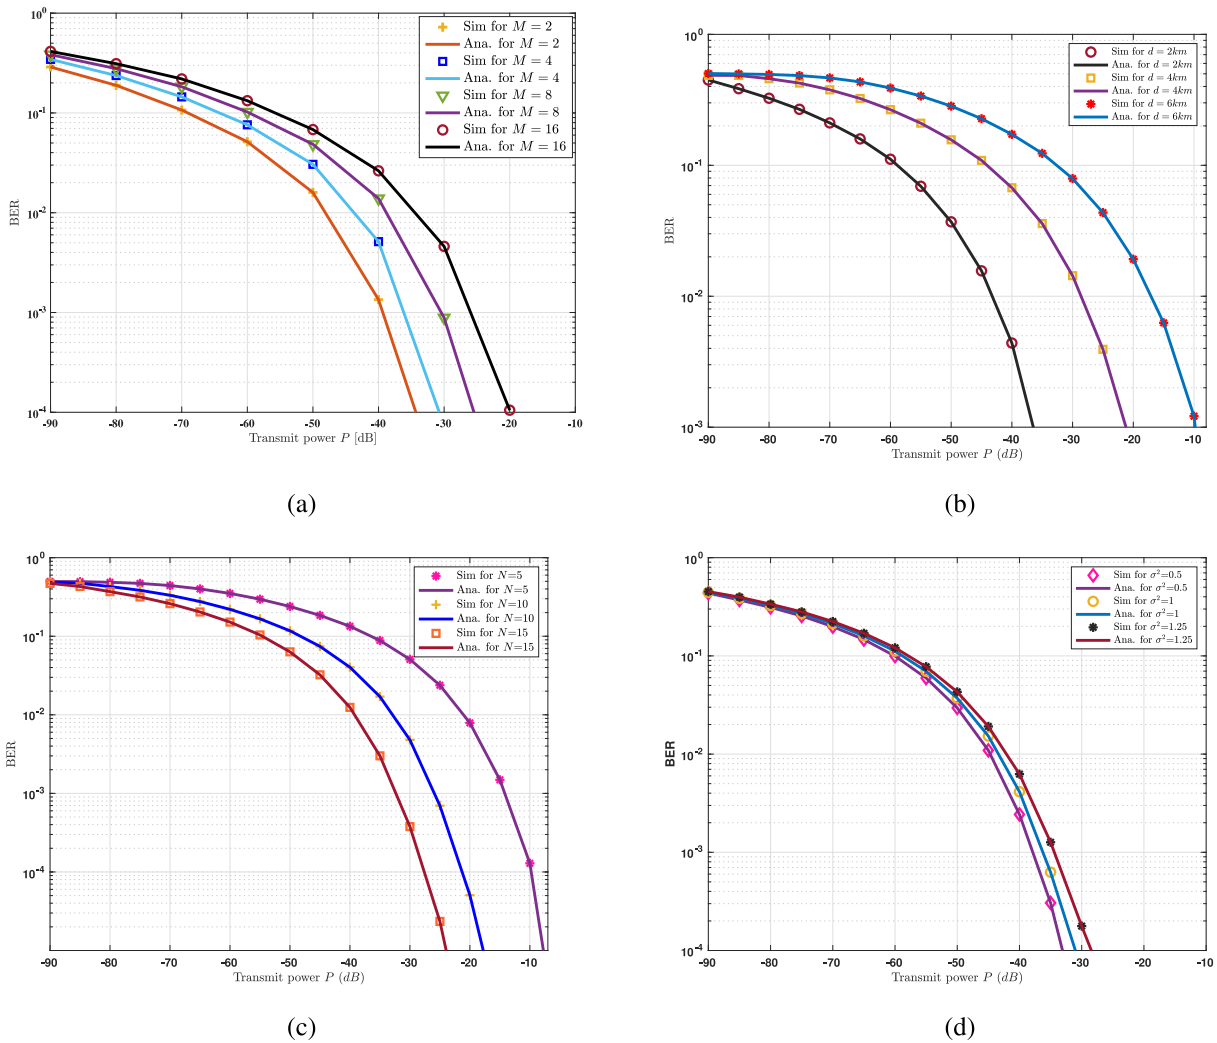 10^0
10^-1
10^-2
10^-3
10^-4
BER
-90 -80 -70 -60 -50 -40 -30 -20 -10
Transmit power P [dB]
Sim for M = 2
Ana. for M = 2
Sim for M = 4
Ana. for M = 4
Sim for M = 8
Ana. for M = 8
Sim for M = 16
Ana. for M = 16
(a)
10^0
10^-1
10^-2
10^-3
BER
-90 -80 -70 -60 -50 -40 -30 -20 -10
Transmit power P (dB)
Sim for d = 2km
Ana. for d = 2km
Sim for d = 4km
Ana. for d = 4km
Sim for d = 6km
Ana. for d = 6km
(b)
10^0
10^-1
10^-2
10^-3
10^-4
BER
-90 -80 -70 -60 -50 -40 -30 -20 -10
Transmit power P (dB)
Sim for N=5
Ana. for N=5
Sim for N=10
Ana. for N=10
Sim for N=15
Ana. for N=15
(c)
10^0
10^-1
10^-2
10^-3
10^-4
BER
-90 -80 -70 -60 -50 -40 -30 -20 -10
Transmit power P (dB)
Sim for σ²=0.5
Ana. for σ²=0.5
Sim for σ²=1
Ana. for σ²=1
Sim for σ²=1.25
Ana. for σ²=1.25
(d)